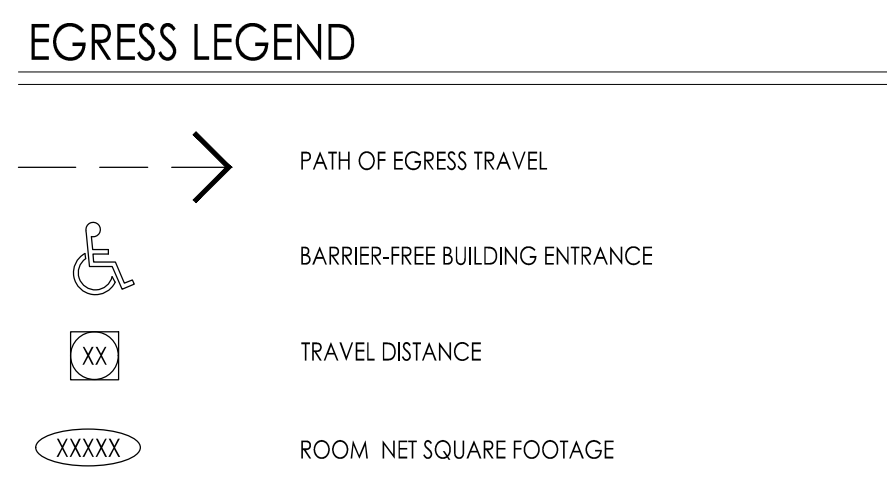 EGRESS LEGEND
PATH OF EGRESS TRAVEL
BARRIER-FREE BUILDING ENTRANCE
XX TRAVEL DISTANCE
XXXXX ROOM NET SQUARE FOOTAGE